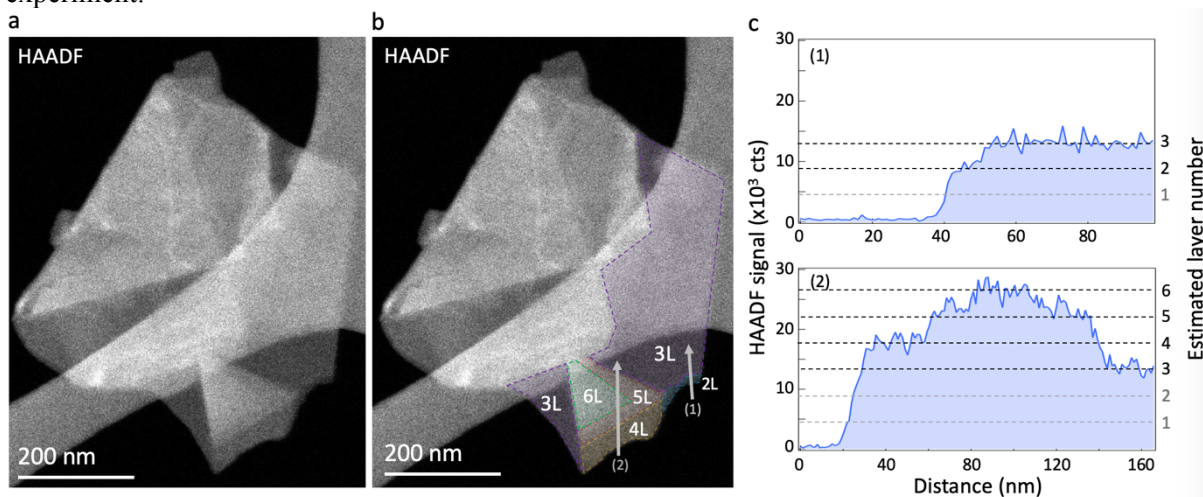 experiment.
a
b
c
HAADF
HAADF
200 nm
200 nm
3L
6L
5L
4L
3L
2L
(1)
(2)
30
(1)
20
10
0
3
2
1
0 20 40 60 80
30
(2)
20
10
0
6
5
4
3
2
1
0 40 80 120 160
HAADF signal (x10³ cts)
Estimated layer number
Distance (nm)